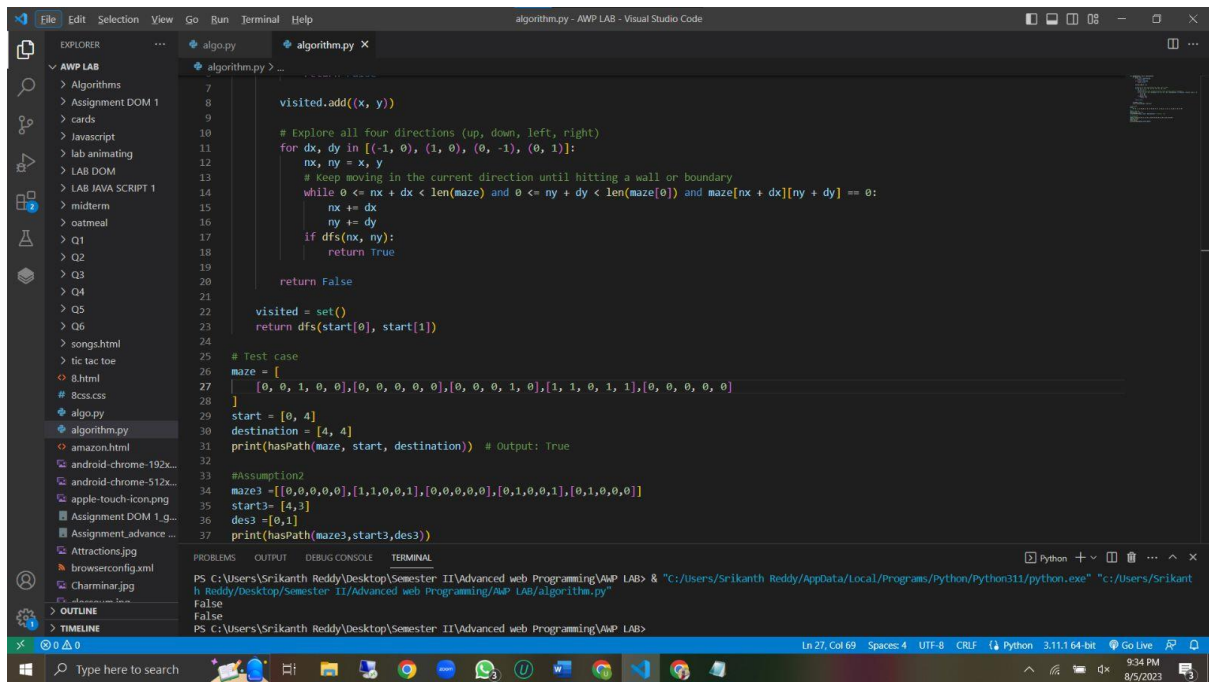 File Edit Selection View Go Run Terminal Help
algorithm.py - AWP LAB - Visual Studio Code
EXPLORER ...
algo.py
algorithm.py ×
AWP LAB
algorithm.py > ...
> Algorithms
> Assignment DOM 1
> cards
> Javascript
> lab animating
> LAB DOM
> LAB JAVA SCRIPT 1
> midterm
> oatmeal
> Q1
> Q2
> Q3
> Q4
> Q5
> Q6
> songs.html
> tic tac toe
<> 8.html
# 8css.css
algo.py
algorithm.py
<> amazon.html
android-chrome-192x...
android-chrome-512x...
apple-touch-icon.png
Assignment DOM 1_g...
Assignment_advance ...
Attractions.jpg
browserconfig.xml
Charminar.jpg
> OUTLINE
> TIMELINE
7
8 visited.add((x, y))
9
10 # Explore all four directions (up, down, left, right)
11 for dx, dy in [(-1, 0), (1, 0), (0, -1), (0, 1)]:
12 nx, ny = x, y
13 # Keep moving in the current direction until hitting a wall or boundary
14 while 0 <= nx + dx < len(maze) and 0 <= ny + dy < len(maze[0]) and maze[nx + dx][ny + dy] == 0:
15 nx += dx
16 ny += dy
17 if dfs(nx, ny):
18 return True
19
20 return False
21
22 visited = set()
23 return dfs(start[0], start[1])
24
25 # Test case
26 maze = [
27 [0, 0, 1, 0, 0],[0, 0, 0, 0, 0],[0, 0, 0, 1, 0],[1, 1, 0, 1, 1],[0, 0, 0, 0, 0]
28 ]
29 start = [0, 4]
30 destination = [4, 4]
31 print(hasPath(maze, start, destination)) # Output: True
32
33 #Assumption2
34 maze3 =[[0,0,0,0,0],[1,1,0,0,1],[0,0,0,0,0],[0,1,0,0,1],[0,1,0,0,0]]
35 start3= [4,3]
36 des3 =[0,1]
37 print(hasPath(maze3,start3,des3))
PROBLEMS OUTPUT DEBUG CONSOLE TERMINAL
Python
PS C:\Users\Srikanth Reddy\Desktop\Semester II\Advanced web Programming\AWP LAB> & "C:/Users/Srikanth Reddy/AppData/Local/Programs/Python/Python311/python.exe" "c:/Users/Srikant
h Reddy/Desktop/Semester II/Advanced web Programming/AWP LAB/algorithm.py"
False
False
PS C:\Users\Srikanth Reddy\Desktop\Semester II\Advanced web Programming\AWP LAB>
0 0
Ln 27, Col 69 Spaces: 4 UTF-8 CRLF Python 3.11.1 64-bit Go Live
Type here to search
9:34 PM
8/5/2023